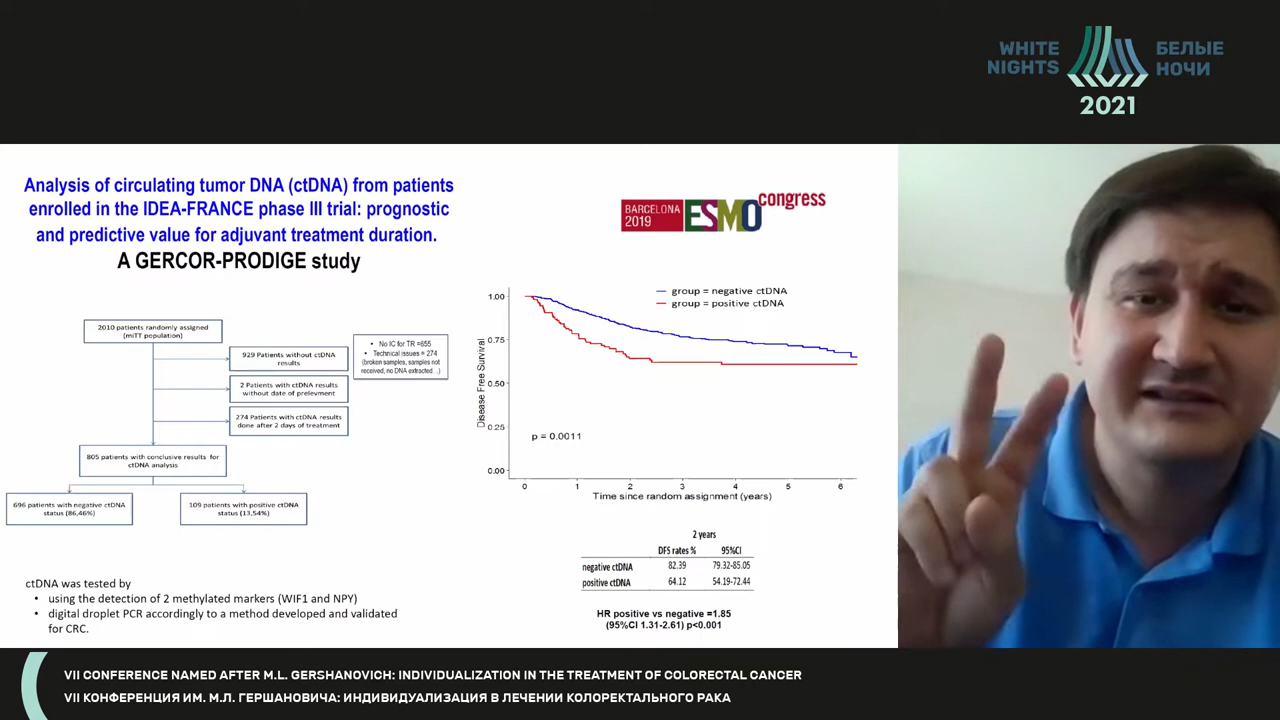 WHITE NIGHTS
БЕЛЫЕ НОЧИ
2021
Analysis of circulating tumor DNA (ctDNA) from patients
enrolled in the IDEA-FRANCE phase III trial: prognostic
and predictive value for adjuvant treatment duration.
A GERCOR-PRODIGE study
BARCELONA
2019
ESMO
congress
2010 patients randomly assigned
(miTT population)
929 Patients without ctDNA
results
• No IC for TR =655
• Technical issues = 274
(broken samples, samples not
received, no DNA extracted…)
2 Patients with ctDNA results
without date of prelevment
274 Patients with ctDNA results
done after 2 days of treatment
805 patients with conclusive results for
ctDNA analysis
696 patients with negative ctDNA
status (86,46%)
109 patients with positive ctDNA
status (13,54%)
ctDNA was tested by
• using the detection of 2 methylated markers (WIF1 and NPY)
• digital droplet PCR accordingly to a method developed and validated
for CRC.
group = negative ctDNA
group = positive ctDNA
Disease Free Survival
1.00
0.75
0.50
0.25
0.00
p = 0.0011
0 1 2 3 4 5 6
Time since random assignment (years)
2 years
DFS rates % 95%CI
negative ctDNA 82.39 79.32-85.05
positive ctDNA 64.12 54.19-72.44
HR positive vs negative =1.85
(95%CI 1.31-2.61) p<0.001
VII CONFERENCE NAMED AFTER M.L. GERSHANOVICH: INDIVIDUALIZATION IN THE TREATMENT OF COLORECTAL CANCER
VII КОНФЕРЕНЦИЯ ИМ. М.Л. ГЕРШАНОВИЧА: ИНДИВИДУАЛИЗАЦИЯ В ЛЕЧЕНИИ КОЛОРЕКТАЛЬНОГО РАКА